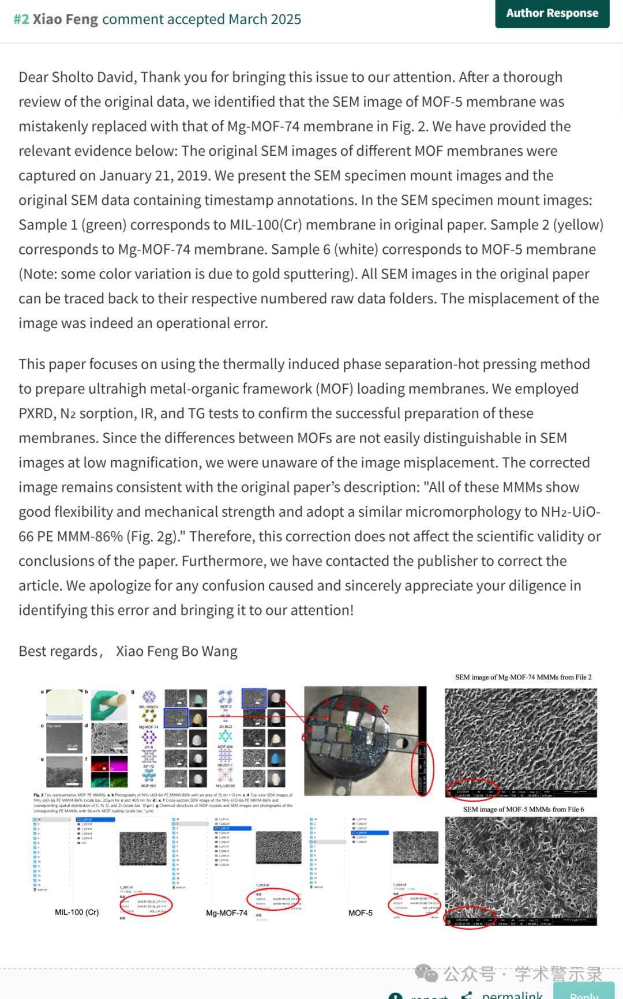 #2 Xiao Feng comment accepted March 2025
Author Response
Dear Sholto David, Thank you for bringing this issue to our attention. After a thorough
review of the original data, we identified that the SEM image of MOF-5 membrane was
mistakenly replaced with that of Mg-MOF-74 membrane in Fig. 2. We have provided the
relevant evidence below: The original SEM images of different MOF membranes were
captured on January 21, 2019. We present the SEM specimen mount images and the
original SEM data containing timestamp annotations. In the SEM specimen mount images:
Sample 1 (green) corresponds to MIL-100(Cr) membrane in original paper. Sample 2 (yellow)
corresponds to Mg-MOF-74 membrane. Sample 6 (white) corresponds to MOF-5 membrane
(Note: some color variation is due to gold sputtering). All SEM images in the original paper
can be traced back to their respective numbered raw data folders. The misplacement of the
image was indeed an operational error.
This paper focuses on using the thermally induced phase separation-hot pressing method
to prepare ultrahigh metal-organic framework (MOF) loading membranes. We employed
PXRD, N2 sorption, IR, and TG tests to confirm the successful preparation of these
membranes. Since the differences between MOFs are not easily distinguishable in SEM
images at low magnification, we were unaware of the image misplacement. The corrected
image remains consistent with the original paper’s description: "All of these MMMs show
good flexibility and mechanical strength and adopt a similar micromorphology to NH2-UiO-
66 PE MMM-86% (Fig. 2g)." Therefore, this correction does not affect the scientific validity or
conclusions of the paper. Furthermore, we have contacted the publisher to correct the
article. We apologize for any confusion caused and sincerely appreciate your diligence in
identifying this error and bringing it to our attention!
Best regards， Xiao Feng Bo Wang
SEM image of Mg-MOF-74 MMMs from File 2
a b g
MIL-100(Cr)
MOF-5
Mg-MOF-74
Zn-BLD
c Top view d
20 μm
ZIF-8
MOF-808
e f
BIT-72
HKUST-1
10 μm
MOF-801
NH2-UiO-66
1 2 3 4 5
6
Fig. 2 Ten representative MOF PE MMMs. a, b Photographs of NH2-UiO-66 PE MMM-86% with an area of 15 cm × 13 cm. c, d Top view SEM images of
NH2-UiO-66 PE MMM-86% (scale bar, 20 μm for c and 400 nm for d). e, f Cross-section SEM image of the NH2-UiO-66 PE MMM-86% and
corresponding spatial distribution of C, N, O, and Zr (scale bar, 10 μm). g Chemical structures of MOF crystals and SEM images and photographs of the
corresponding PE MMMs with 86 wt% MOF loading (scale bar, 1 μm)
SEM image of MOF-5 MMMs from File 6
1_001.tif
1_003.tif
1_004.tif
MIL-100 (Cr)
Mg-MOF-74
MOF-5
公众号 · 学术警示录
report
permalink
Reply